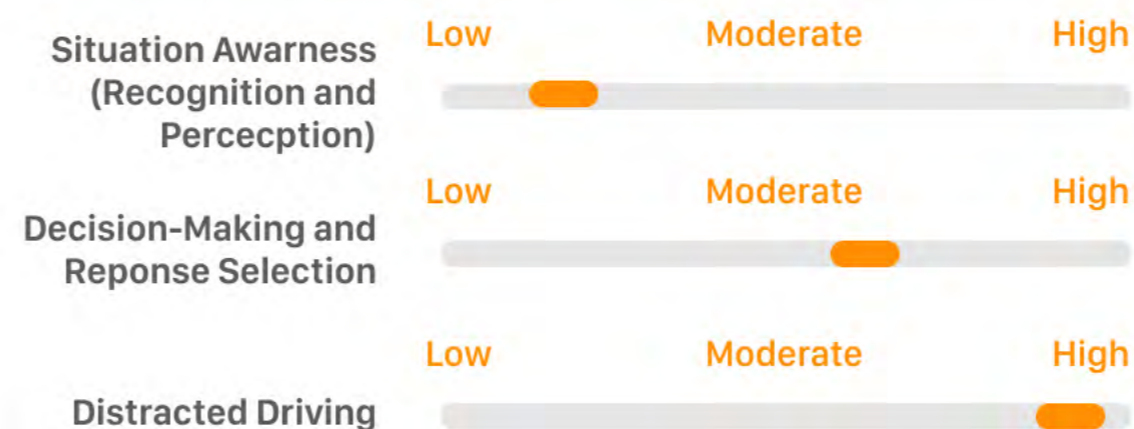 Low Moderate High
Situation Awarness
(Recognition and
Percecption)
Low Moderate High
Decision-Making and
Reponse Selection
Low Moderate High
Distracted Driving